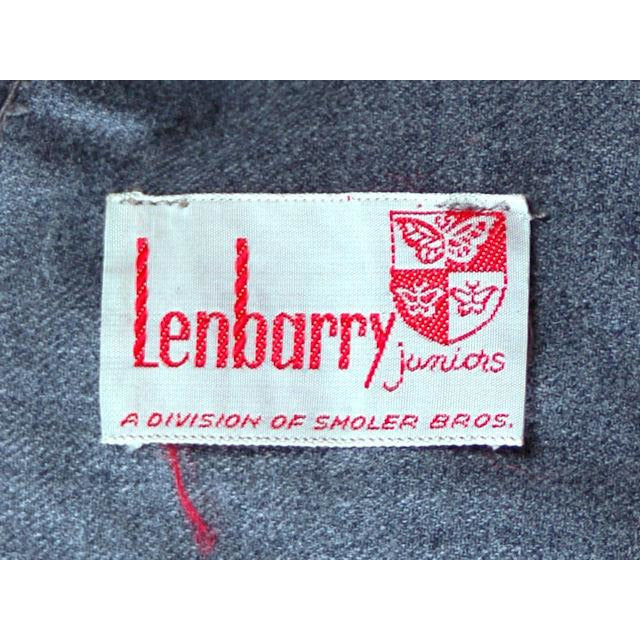 Lenbarry
juniors
A DIVISION OF SMOLER BROS.